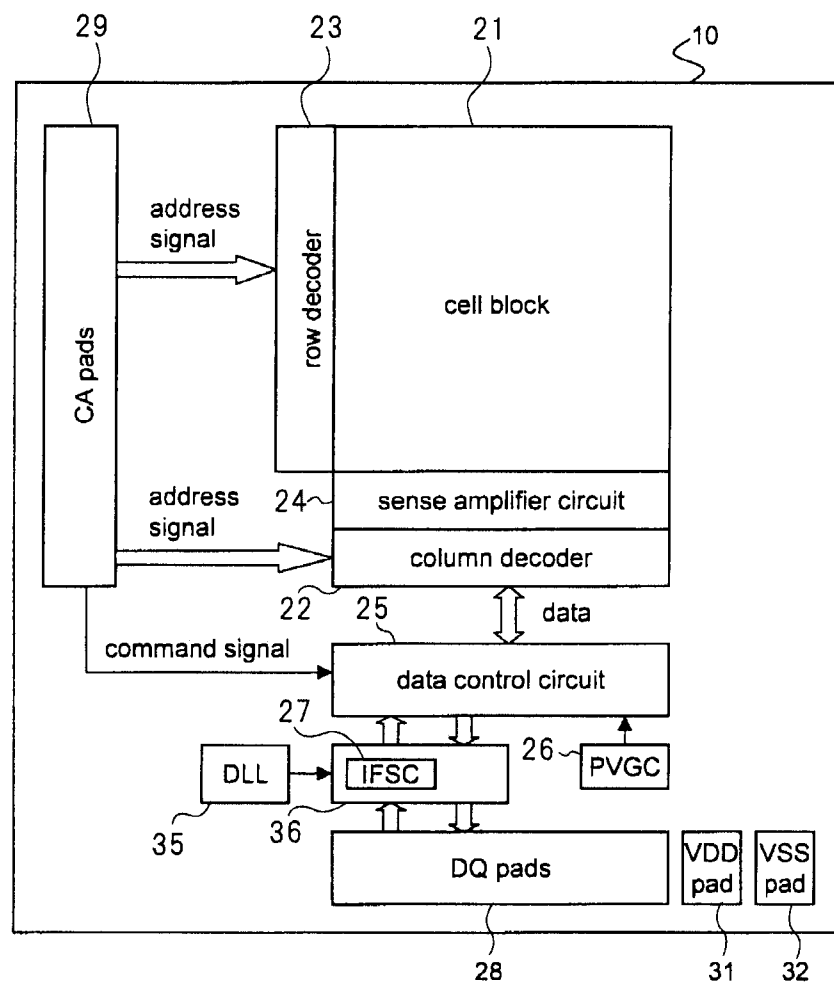 29
23
21
10
address
signal
CA pads
row decoder
cell block
24
sense amplifier circuit
address
signal
column decoder
22
25
data
command signal
data control circuit
27
26
DLL
IFSC
PVGC
35
36
DQ pads
VDD
pad
VSS
pad
28
31
32